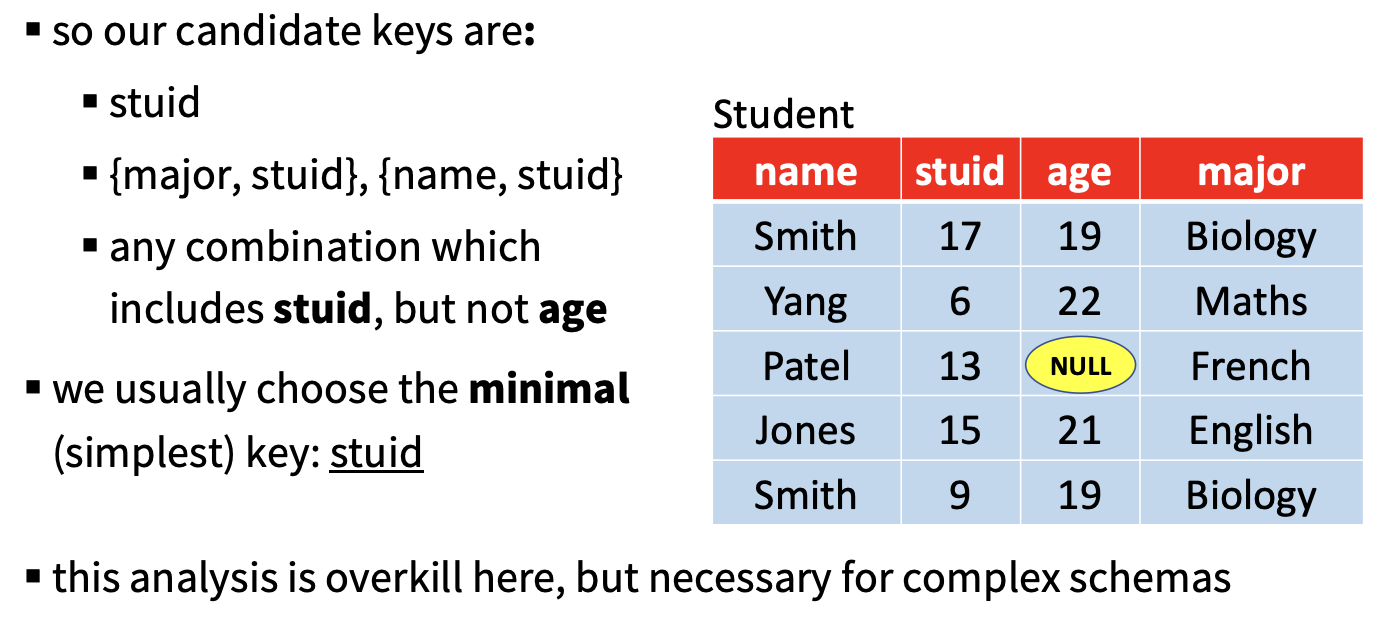 ▪ so our candidate keys are:
▪ stuid
▪ {major, stuid}, {name, stuid}
▪ any combination which
includes stuid, but not age
▪ we usually choose the minimal
(simplest) key: stuid
Student
name stuid age major
Smith 17 19 Biology
Yang 6 22 Maths
Patel 13 NULL French
Jones 15 21 English
Smith 9 19 Biology
▪ this analysis is overkill here, but necessary for complex schemas